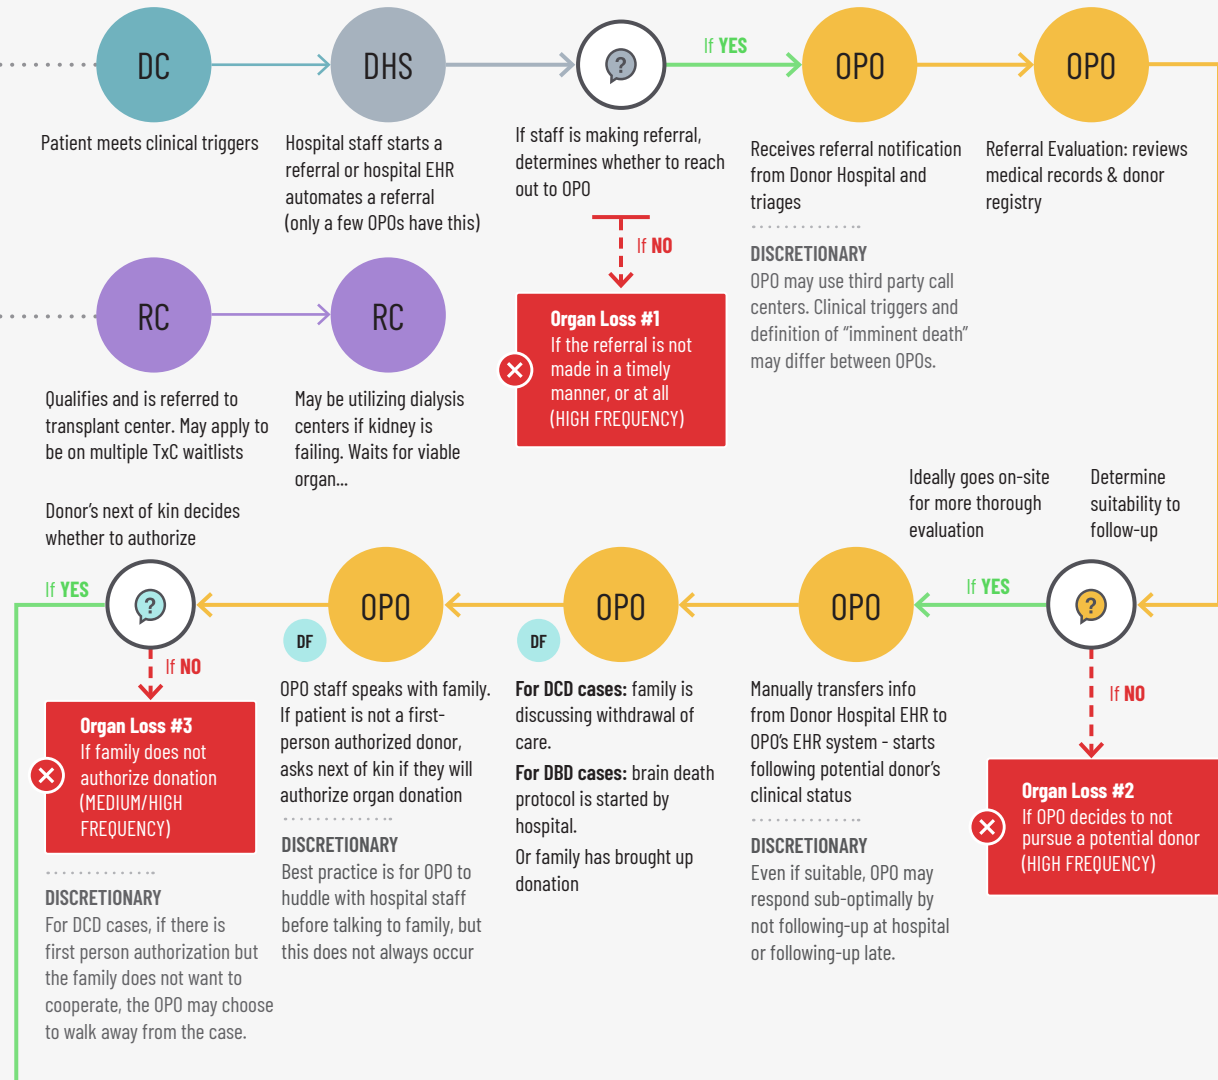 DC
DHS
?
If YES
OPO
OPO
Patient meets clinical triggers
Hospital staff starts a
referral or hospital EHR
automates a referral
(only a few OPOs have this)
If staff is making referral,
determines whether to reach
out to OPO
If NO
Organ Loss #1
If the referral is not
made in a timely
manner, or at all
(HIGH FREQUENCY)
Receives referral notification
from Donor Hospital and
triages
DISCRETIONARY
OPO may use third party call
centers. Clinical triggers and
definition of “imminent death”
may differ between OPOs.
Referral Evaluation: reviews
medical records & donor
registry
RC
RC
Qualifies and is referred to
transplant center. May apply to
be on multiple TxC waitlists
May be utilizing dialysis
centers if kidney is
failing. Waits for viable
organ...
Determine
suitability to
follow-up
?
If NO
Organ Loss #2
If OPO decides to not
pursue a potential donor
(HIGH FREQUENCY)
If YES
Ideally goes on-site
for more thorough
evaluation
OPO
Manually transfers info
from Donor Hospital EHR to
OPO’s EHR system - starts
following potential donor’s
clinical status
DISCRETIONARY
Even if suitable, OPO may
respond sub-optimally by
not following-up at hospital
or following-up late.
OPO
DF
For DCD cases: family is
discussing withdrawal of
care.
For DBD cases: brain death
protocol is started by
hospital.
Or family has brought up
donation
OPO
DF
OPO staff speaks with family.
If patient is not a first-
person authorized donor,
asks next of kin if they will
authorize organ donation
DISCRETIONARY
Best practice is for OPO to
huddle with hospital staff
before talking to family, but
this does not always occur
Donor’s next of kin decides
whether to authorize
?
If YES
If NO
Organ Loss #3
If family does not
authorize donation
(MEDIUM/HIGH
FREQUENCY)
DISCRETIONARY
For DCD cases, if there is
first person authorization but
the family does not want to
cooperate, the OPO may choose
to walk away from the case.